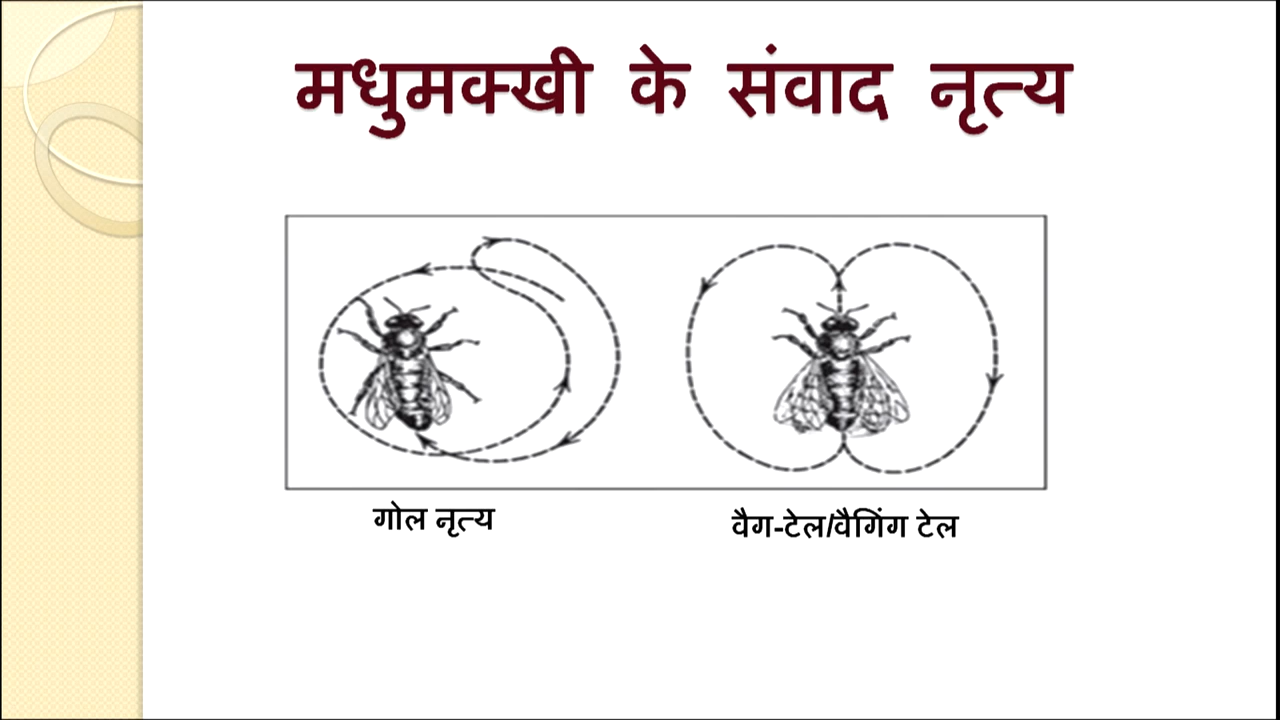 मधुमक्खी के संवाद नृत्य
गोल नृत्य
वैग-टेल/वैगिंग टेल